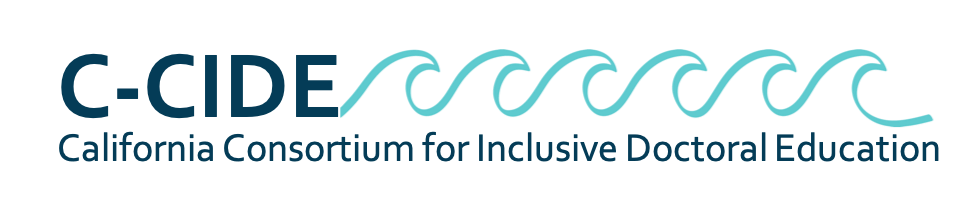 C-CIDE
California Consortium for Inclusive Doctoral Education